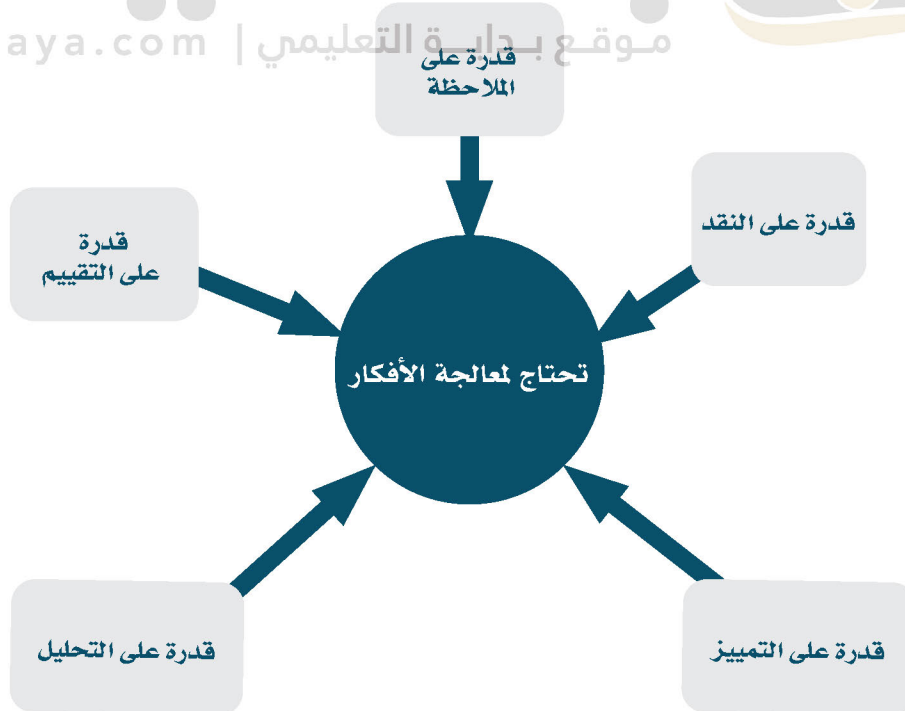 موقع بداية التعليمي | aya.com
قدرة على
الملاحظة
قدرة على النقد
قدرة
على التقييم
تحتاج لمعالجة الأفكار
قدرة على التحليل
قدرة على التمييز